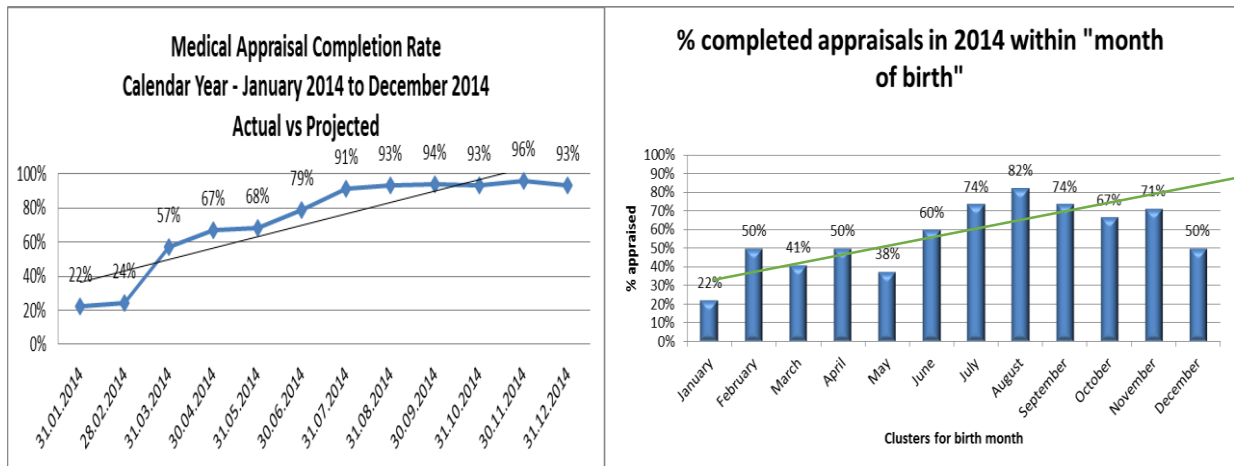 Medical Appraisal Completion Rate
Calendar Year - January 2014 to December 2014
Actual vs Projected
100%
80%
60%
40%
20%
0%
22%
24%
57%
67%
68%
79%
91%
93%
94%
93%
96%
93%
31.01.2014
28.02.2014
31.03.2014
30.04.2014
31.05.2014
30.06.2014
31.07.2014
31.08.2014
30.09.2014
31.10.2014
30.11.2014
31.12.2014
% completed appraisals in 2014 within "month
of birth"
% appraised
100%
90%
80%
70%
60%
50%
40%
30%
20%
10%
0%
22%
50%
41%
50%
38%
60%
74%
82%
74%
67%
71%
50%
January
February
March
April
May
June
July
August
September
October
November
December
Clusters for birth month